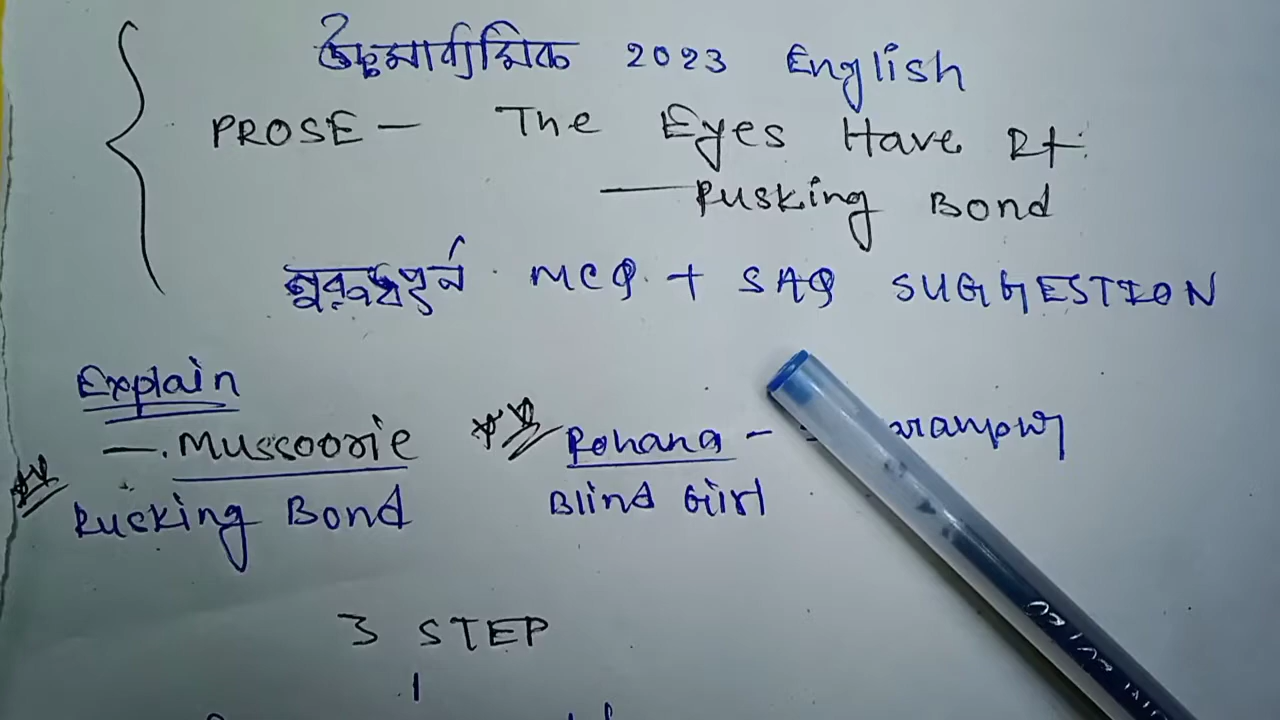 উচ্চমাধ্যমিক 2023 English
PROSE — The Eyes Have It.
— Rusking Bond
গুরুত্বপূর্ন MCQ + SAQ SUGGESTION
Explain
— Mussoorie Rohana -
Rusking Bond Blind Girl
3 STEP
1